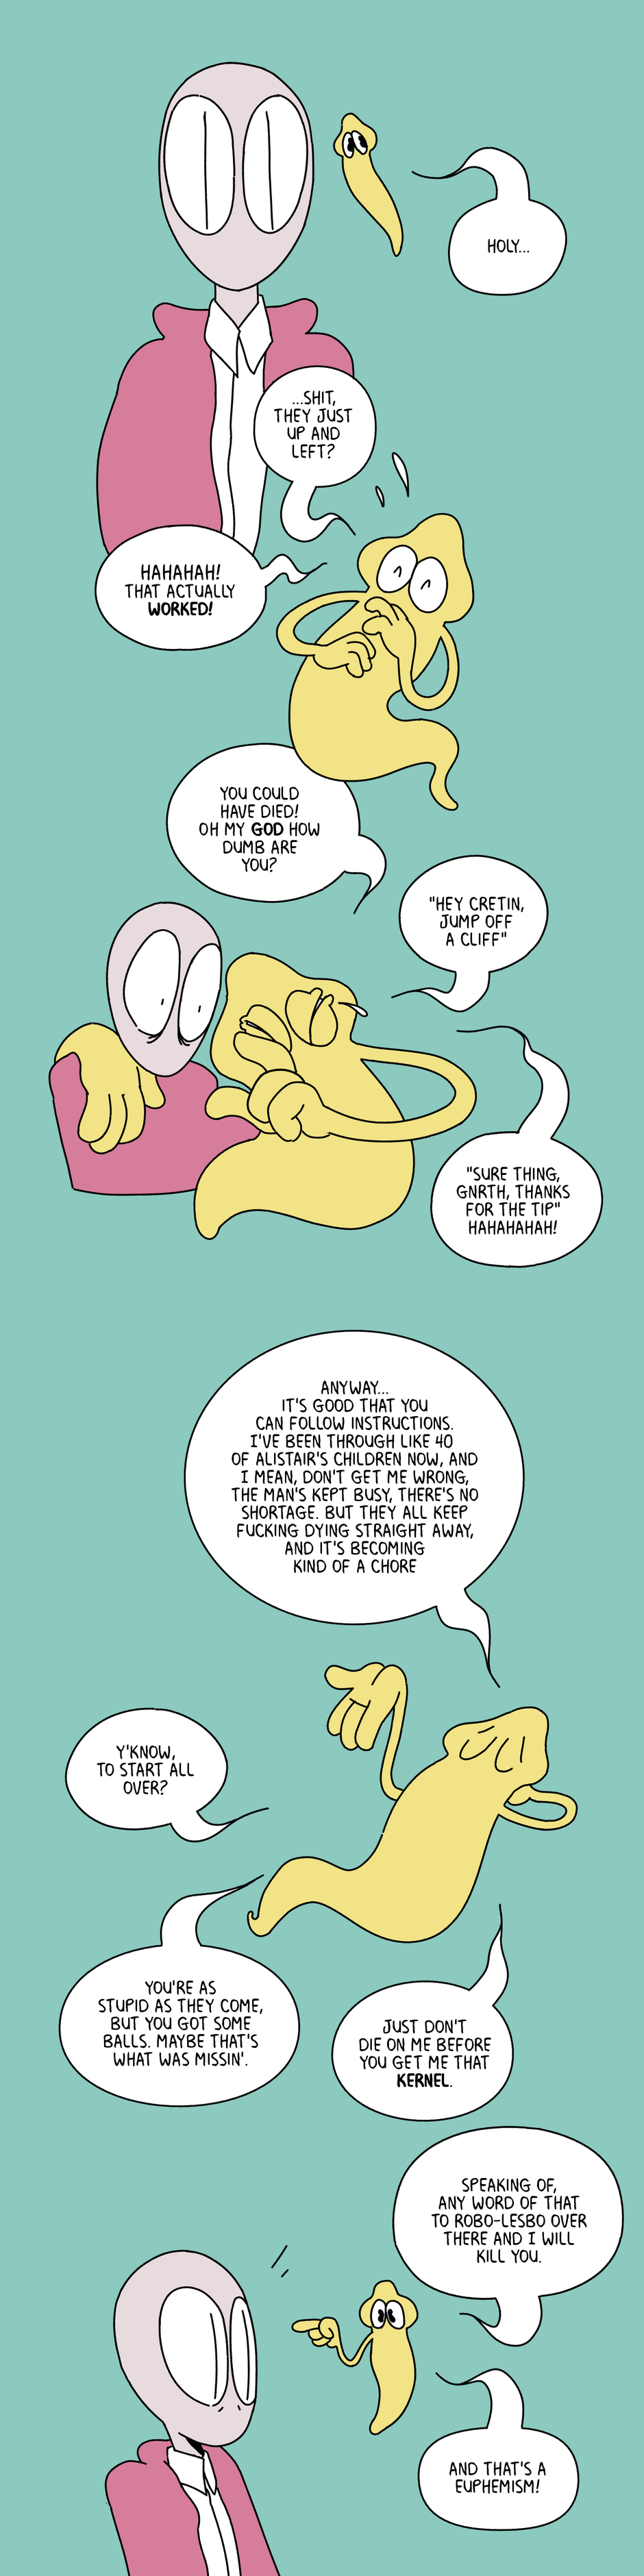 HOLY...
...SHIT,
THEY JUST
UP AND
LEFT?
HAHAHAH!
THAT ACTUALLY
WORKED!
YOU COULD
HAVE DIED!
OH MY GOD HOW
DUMB ARE
YOU?
"HEY CRETIN,
JUMP OFF
A CLIFF"
"SURE THING,
GNRTH, THANKS
FOR THE TIP"
HAHAHAHAH!
ANYWAY...
IT'S GOOD THAT YOU
CAN FOLLOW INSTRUCTIONS.
I'VE BEEN THROUGH LIKE 40
OF ALISTAIR'S CHILDREN NOW, AND
I MEAN, DON'T GET ME WRONG,
THE MAN'S KEPT BUSY, THERE'S NO
SHORTAGE. BUT THEY ALL KEEP
FUCKING DYING STRAIGHT AWAY,
AND IT'S BECOMING
KIND OF A CHORE
Y'KNOW,
TO START ALL
OVER?
YOU'RE AS
STUPID AS THEY COME,
BUT YOU GOT SOME
BALLS. MAYBE THAT'S
WHAT WAS MISSIN'.
JUST DON'T
DIE ON ME BEFORE
YOU GET ME THAT
KERNEL.
SPEAKING OF,
ANY WORD OF THAT
TO ROBO-LESBO OVER
THERE AND I WILL
KILL YOU.
AND THAT'S A
EUPHEMISM!